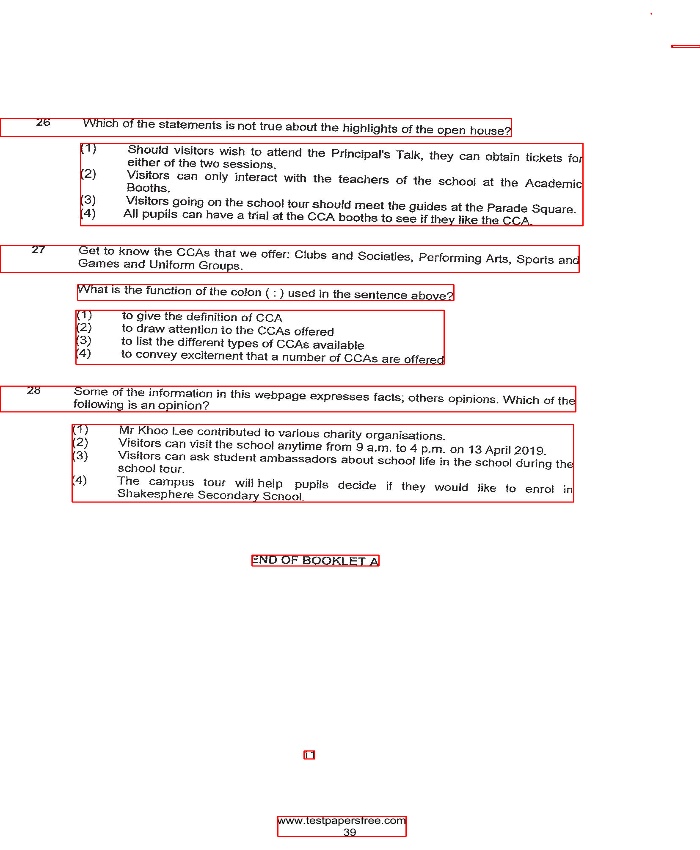 26 Which of the statements is not true about the highlights of the open house?
(1) Should visitors wish to attend the Principal's Talk, they can obtain tickets for
either of the two sessions.
(2) Visitors can only interact with the teachers of the school at the Academic
Booths.
(3) Visitors going on the school tour should meet the guides at the Parade Square.
(4) All pupils can have a trial at the CCA booths to see if they like the CCA.
27 Get to know the CCAs that we offer: Clubs and Societies, Performing Arts, Sports and
Games and Uniform Groups.
What is the function of the colon ( : ) used in the sentence above?
(1) to give the definition of CCA
(2) to draw attention to the CCAs offered
(3) to list the different types of CCAs available
(4) to convey excitement that a number of CCAs are offered
28 Some of the information in this webpage expresses facts; others opinions. Which of the
following is an opinion?
(1) Mr Khoo Lee contributed to various charity organisations.
(2) Visitors can visit the school anytime from 9 a.m. to 4 p.m. on 13 April 2019.
(3) Visitors can ask student ambassadors about school life in the school during the
school tour.
(4) The campus tour will help pupils decide if they would like to enrol in
Shakesphere Secondary School.
END OF BOOKLET A
www.testpapersfree.com
39